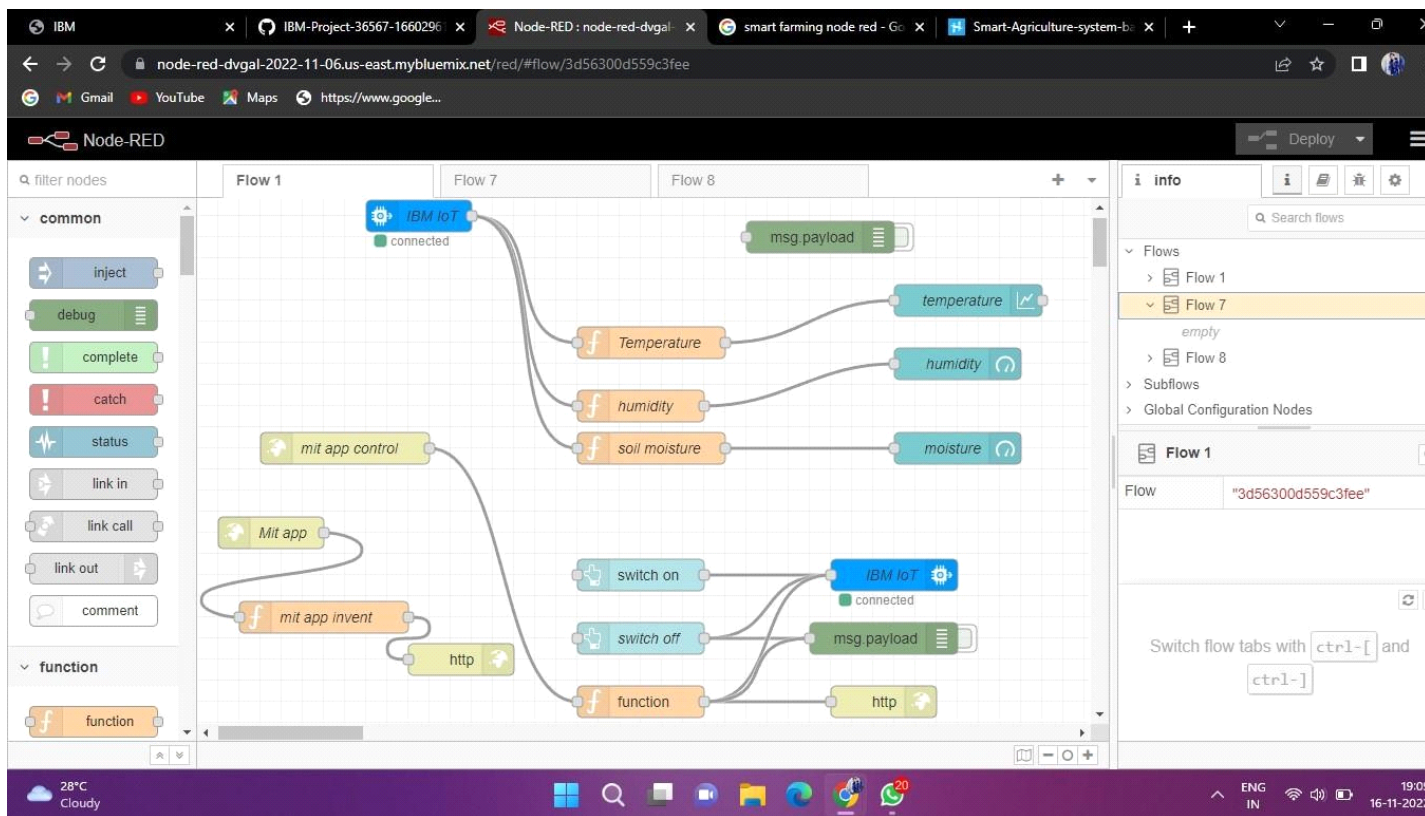 IBM
IBM-Project-36567-1660296
Node-RED : node-red-dvgal-
smart farming node red - Go
Smart-Agriculture-system-ba
node-red-dvgal-2022-11-06.us-east.mybluemix.net/red/#flow/3d56300d559c3fee
Gmail YouTube Maps https://www.google...
Node-RED
Deploy
filter nodes
Flow 1 Flow 7 Flow 8
i info
common
inject
debug
complete
catch
status
link in
link call
link out
comment
function
function
IBM IoT
connected
msg.payload
temperature
Temperature
humidity
humidity
mit app control
soil moisture
moisture
Mit app
switch on
IBM IoT
connected
mit app invent
switch off
msg.payload
http
function
http
Search flows
Flows
Flow 1
Flow 7
empty
Flow 8
Subflows
Global Configuration Nodes
Flow 1
Flow "3d56300d559c3fee"
Switch flow tabs with ctrl-[ and
ctrl-]
28°C
Cloudy
20
ENG
IN
19:09
16-11-2022